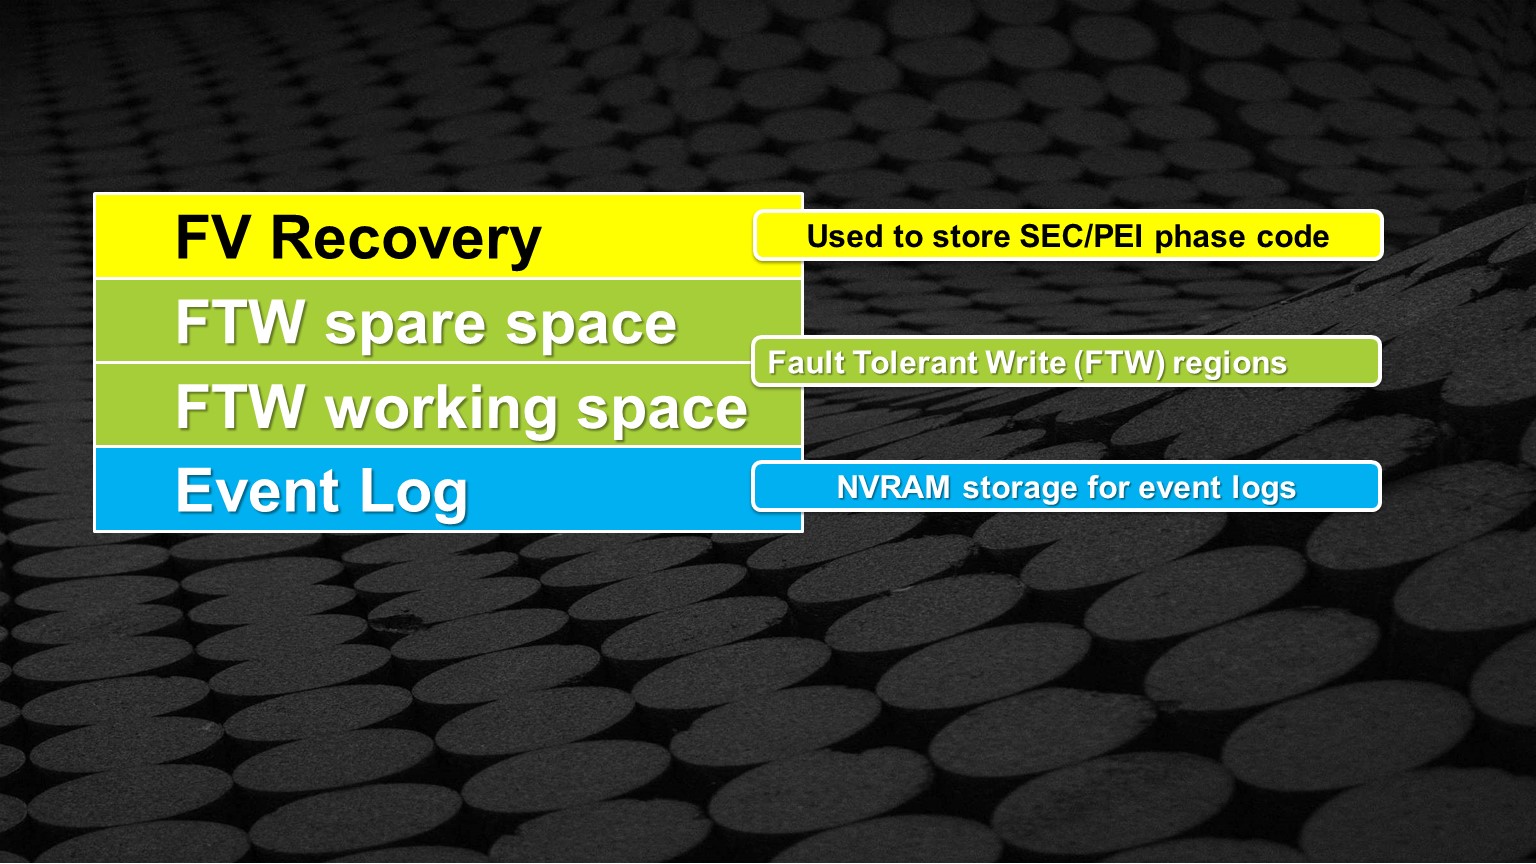 FV Recovery
Used to store SEC/PEI phase code
FTW spare space
Fault Tolerant Write (FTW) regions
FTW working space
Event Log
NVRAM storage for event logs